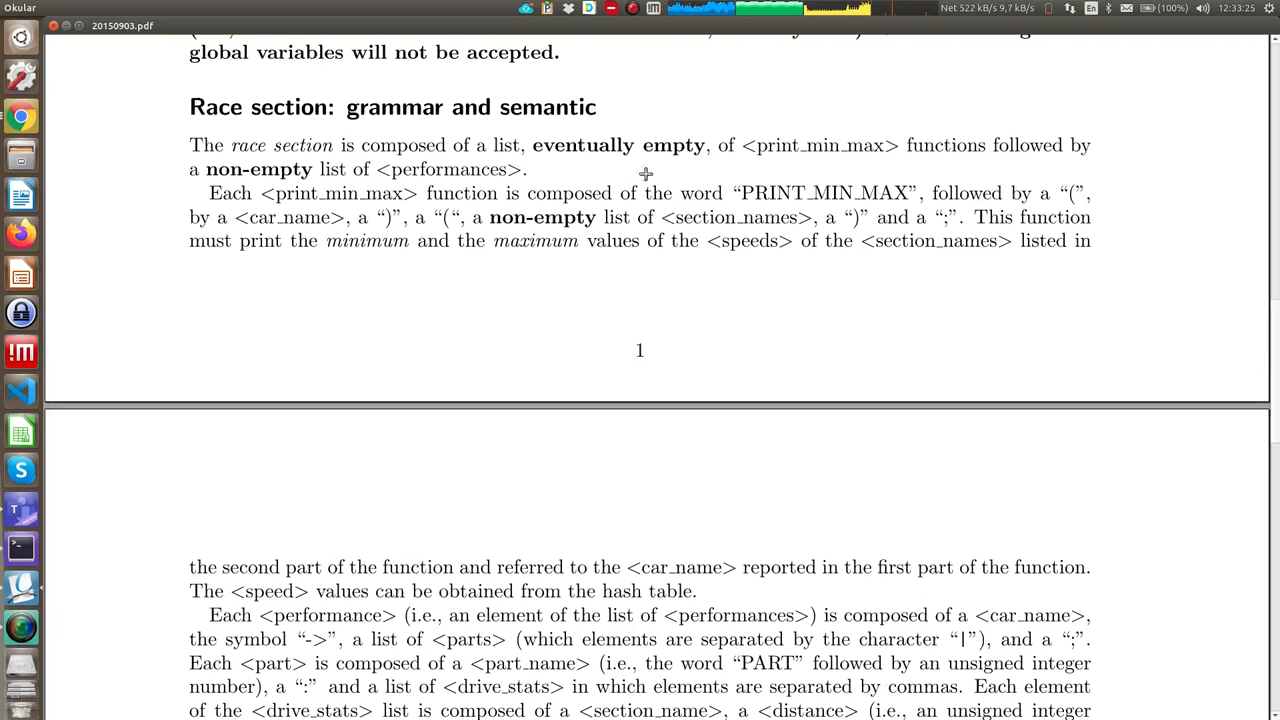 Okular
Net 522 kB/s 9,7 kB/s
En
(100%)
12:33:25
20150903.pdf
global variables will not be accepted.
Race section: grammar and semantic
The race section is composed of a list, eventually empty, of <print_min_max> functions followed by
a non-empty list of <performances>.
Each <print_min_max> function is composed of the word “PRINT_MIN_MAX”, followed by a “(”,
by a <car_name>, a “)”, a “(“, a non-empty list of <section_names>, a “)” and a “;”. This function
must print the minimum and the maximum values of the <speeds> of the <section_names> listed in
1
the second part of the function and referred to the <car_name> reported in the first part of the function.
The <speed> values can be obtained from the hash table.
Each <performance> (i.e., an element of the list of <performances>) is composed of a <car_name>,
the symbol “->”, a list of <parts> (which elements are separated by the character “|”), and a “;”.
Each <part> is composed of a <part_name> (i.e., the word “PART” followed by an unsigned integer
number), a “:” and a list of <drive_stats> in which elements are separated by commas. Each element
of the <drive_stats> list is composed of a <section_name>, a <distance> (i.e., an unsigned integer